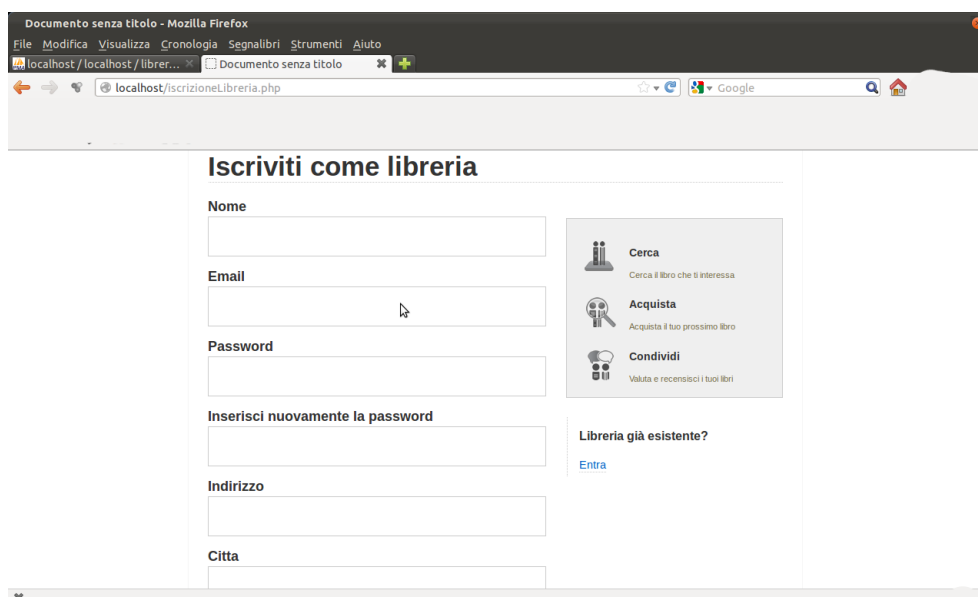 Documento senza titolo - Mozilla Firefox
File Modifica Visualizza Cronologia Segnalibri Strumenti Aiuto
localhost / localhost / librer... Documento senza titolo
localhost/iscrizioneLibreria.php Google
Iscriviti come libreria
Nome
Email
Password
Inserisci nuovamente la password
Indirizzo
Citta
Cerca
Cerca il libro che ti interessa
Acquista
Acquista il tuo prossimo libro
Condividi
Valuta e recensisci i tuoi libri
Libreria già esistente?
Entra